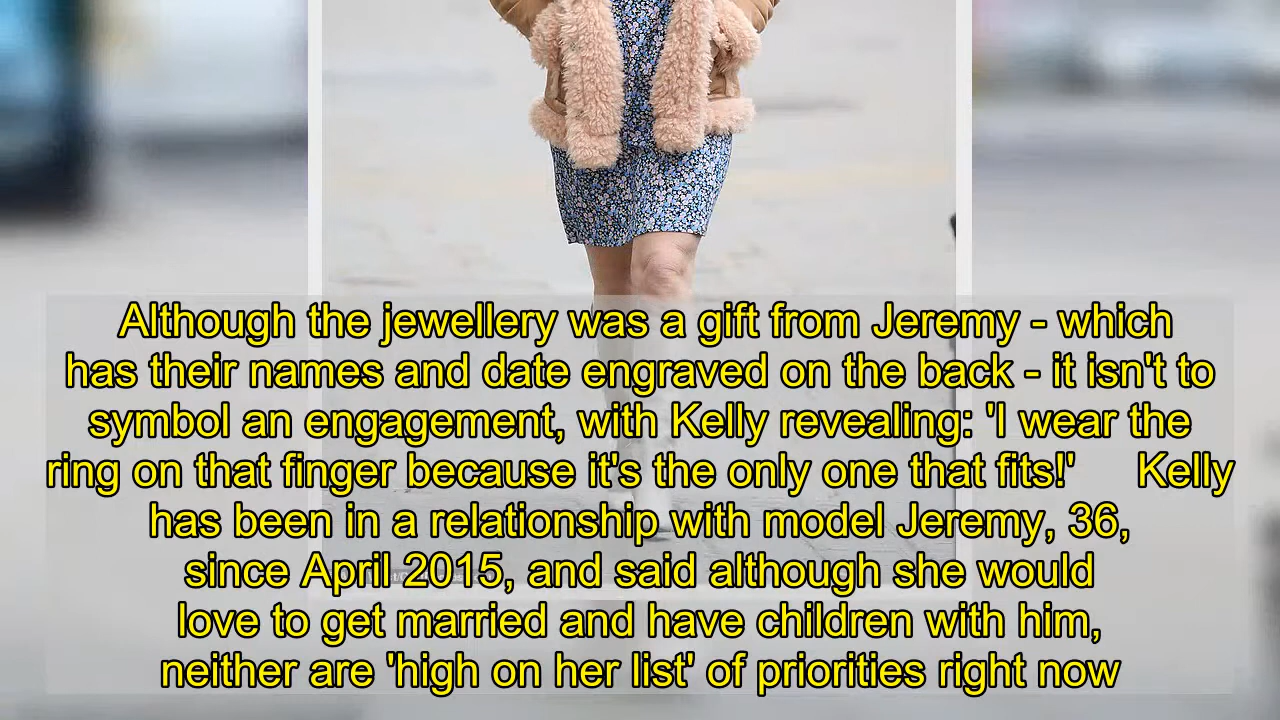 Although the jewellery was a gift from Jeremy - which
has their names and date engraved on the back - it isn't to
symbol an engagement, with Kelly revealing: 'I wear the
ring on that finger because it's the only one that fits!' Kelly
has been in a relationship with model Jeremy, 36,
since April 2015, and said although she would
love to get married and have children with him,
neither are 'high on her list' of priorities right now